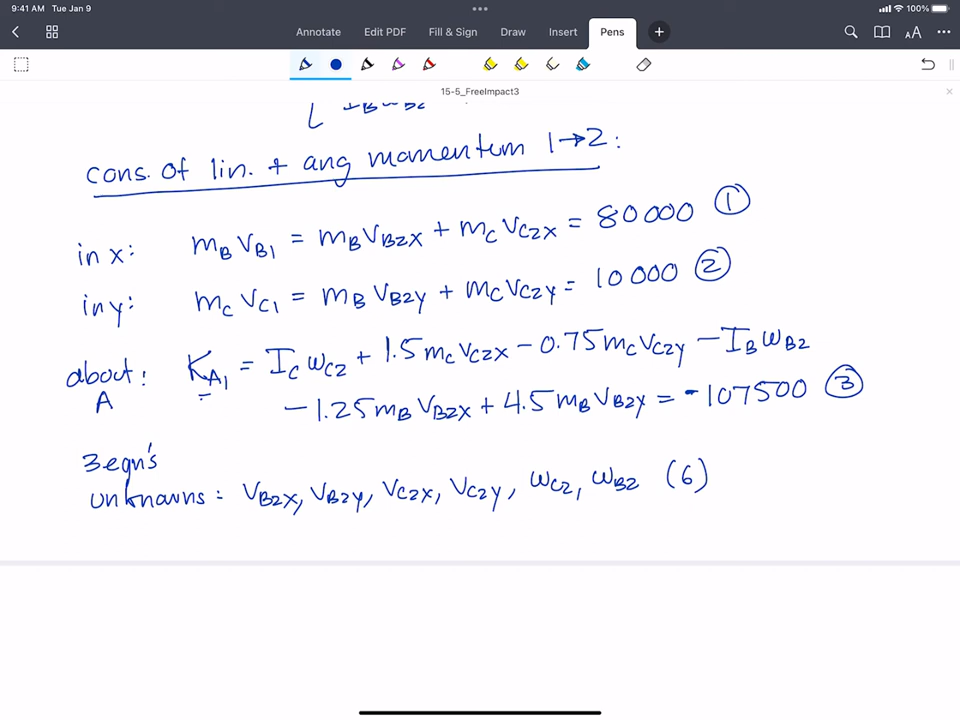 9:41 AM Tue Jan 9
100%
Annotate Edit PDF Fill & Sign Draw Insert Pens
15-5_FreeImpact3
I_B ω_B2
cons. of lin. + ang momentum 1→2:
in x: m_B V_B1 = m_B V_B2x + m_C V_C2x = 80000 ①
in y: m_C V_C1 = m_B V_B2y + m_C V_C2y = 10000 ②
about: K_A1 = I_C ω_C2 + 1.5 m_C V_C2x - 0.75 m_C V_C2y - I_B ω_B2
A - 1.25 m_B V_B2x + 4.5 m_B V_B2y = -107500 ③
3 eqn's
unknowns: V_B2x, V_B2y, V_C2x, V_C2y, ω_C2, ω_B2 (6)